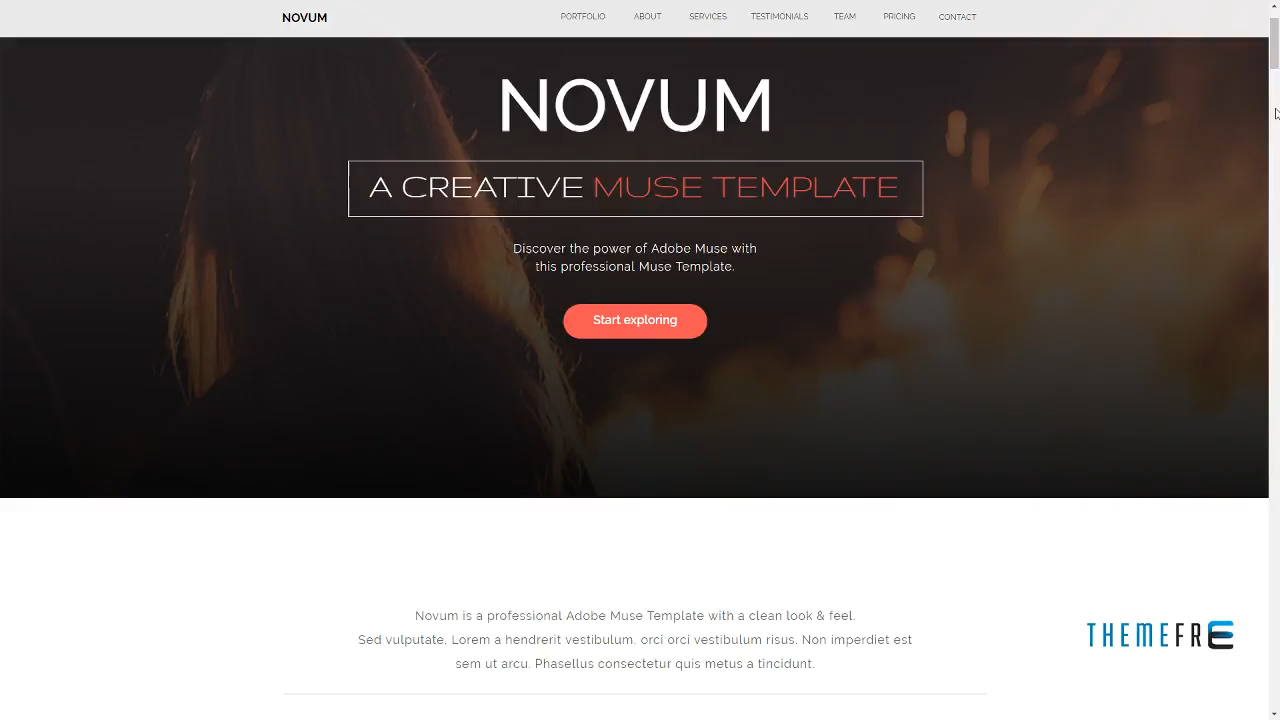 NOVUM
PORTFOLIO ABOUT SERVICES TESTIMONIALS TEAM PRICING CONTACT
NOVUM
A CREATIVE MUSE TEMPLATE
Discover the power of Adobe Muse with
this professional Muse Template.
Start exploring
Novum is a professional Adobe Muse Template with a clean look & feel.
Sed vulputate, Lorem a hendrerit vestibulum. orci orci vestibulum risus. Non imperdiet est
sem ut arcu. Phasellus consectetur quis metus a tincidunt.
THEMEFRE